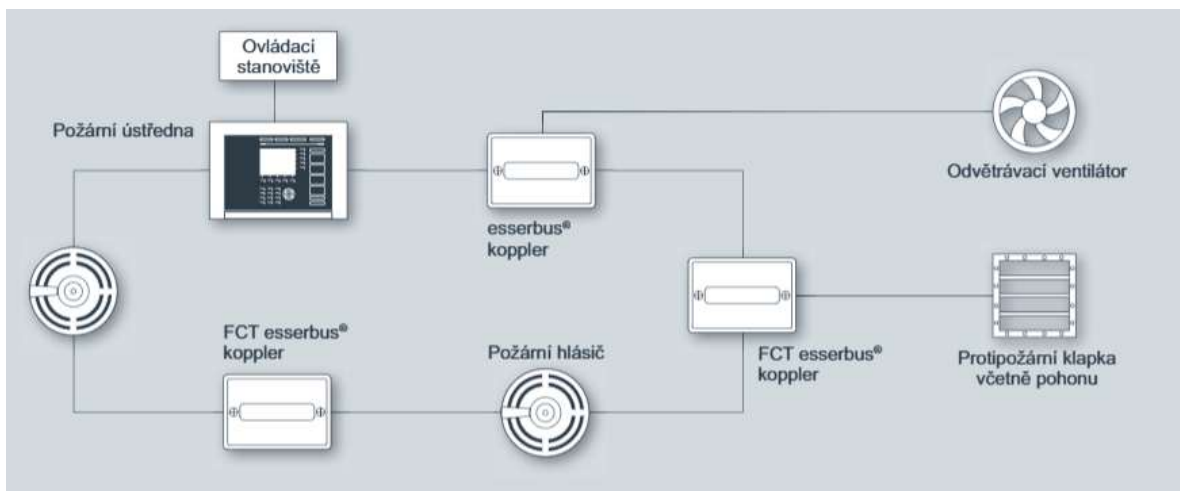 Ovládací
stanoviště
Požární ústředna
Odvětrávací ventilátor
esserbus®
koppler
FCT esserbus®
koppler
Požární hlásič
FCT esserbus®
koppler
Protipožární klapka
včetně pohonu